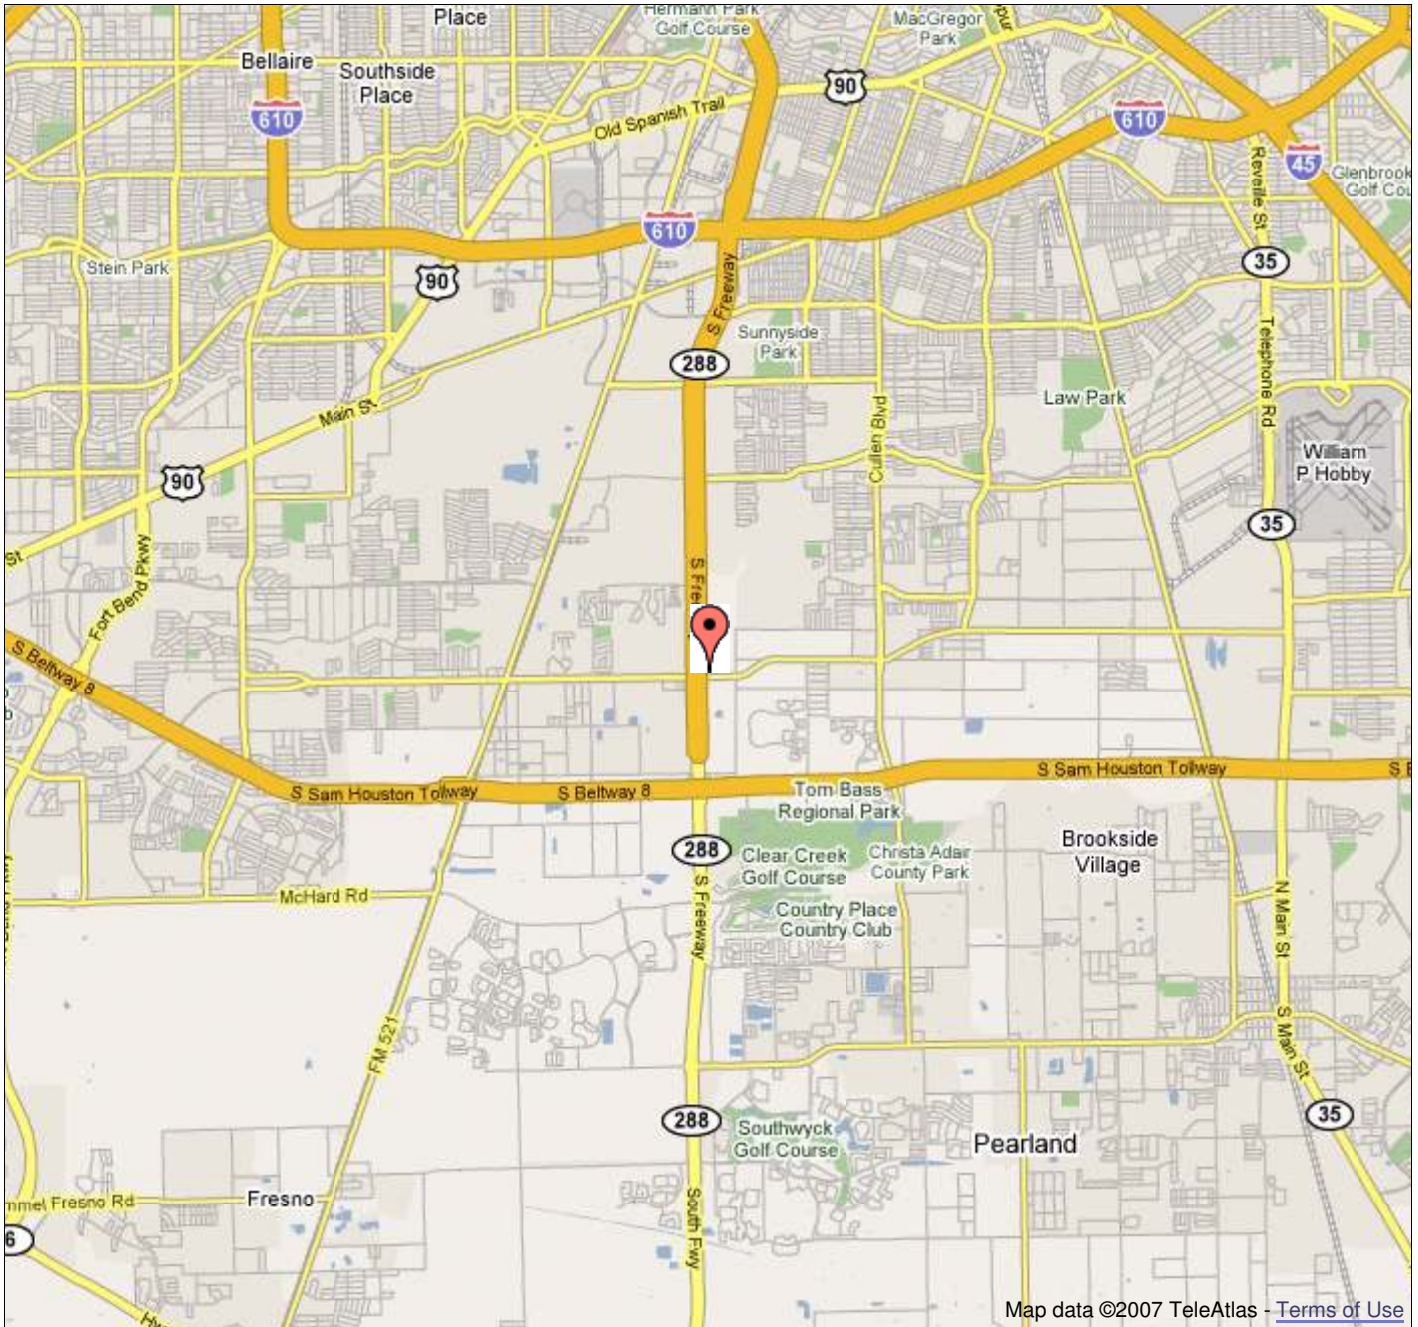 Place
Hermann Park
Golf Course
MacGregor
Park
Bellaire
Southside
Place
90
610
Old Spanish Trail
610
45
Reveille St
Glenbrook
Golf Cou
610
Stein Park
90
35
S Freeway
Sunnyside
Park
288
Telephone Rd
Law Park
Main St
Cullen Blvd
William
P Hobby
90
35
St
Fort Bend Pkwy
S Fre
S Beltway 8
S Sam Houston Tollway
S Beltway 8
S Sam Houston Tollway
S B
Tom Bass
Regional Park
288
Clear Creek
Golf Course
Christa Adair
County Park
Brookside
Village
McHard Rd
S Freeway
Country Place
Country Club
N Main St
FM 521
S Main St
288
Southwyck
Golf Course
Pearland
35
mmel Fresno Rd
Fresno
South Fwy
6
Hw
Map data ©2007 TeleAtlas - Terms of Use